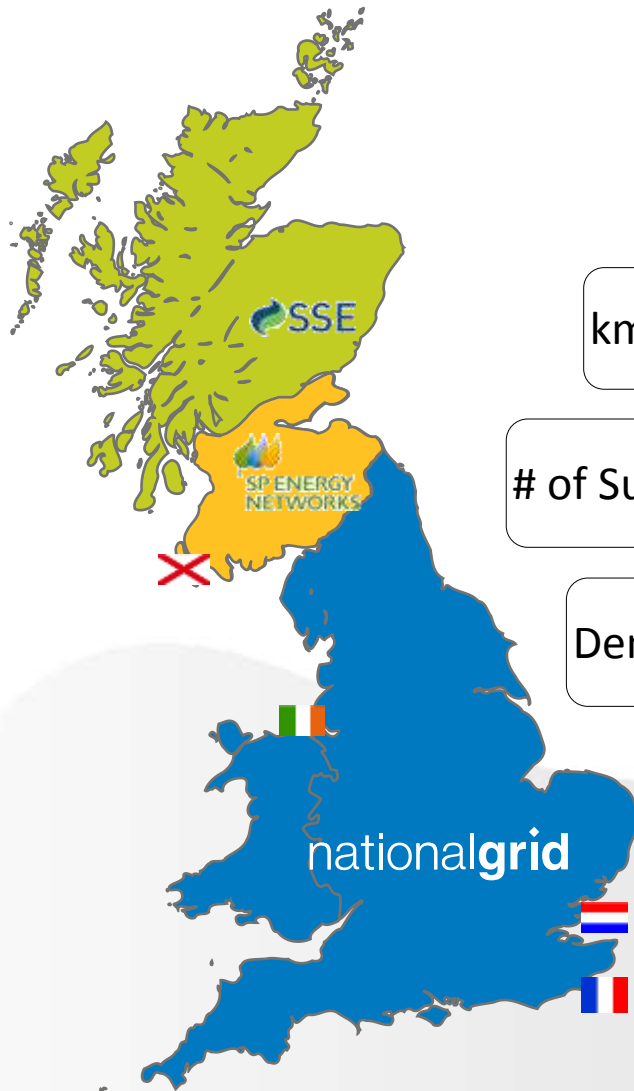 SSE
km
SP ENERGY
NETWORKS
# of Su
Der
nationalgrid